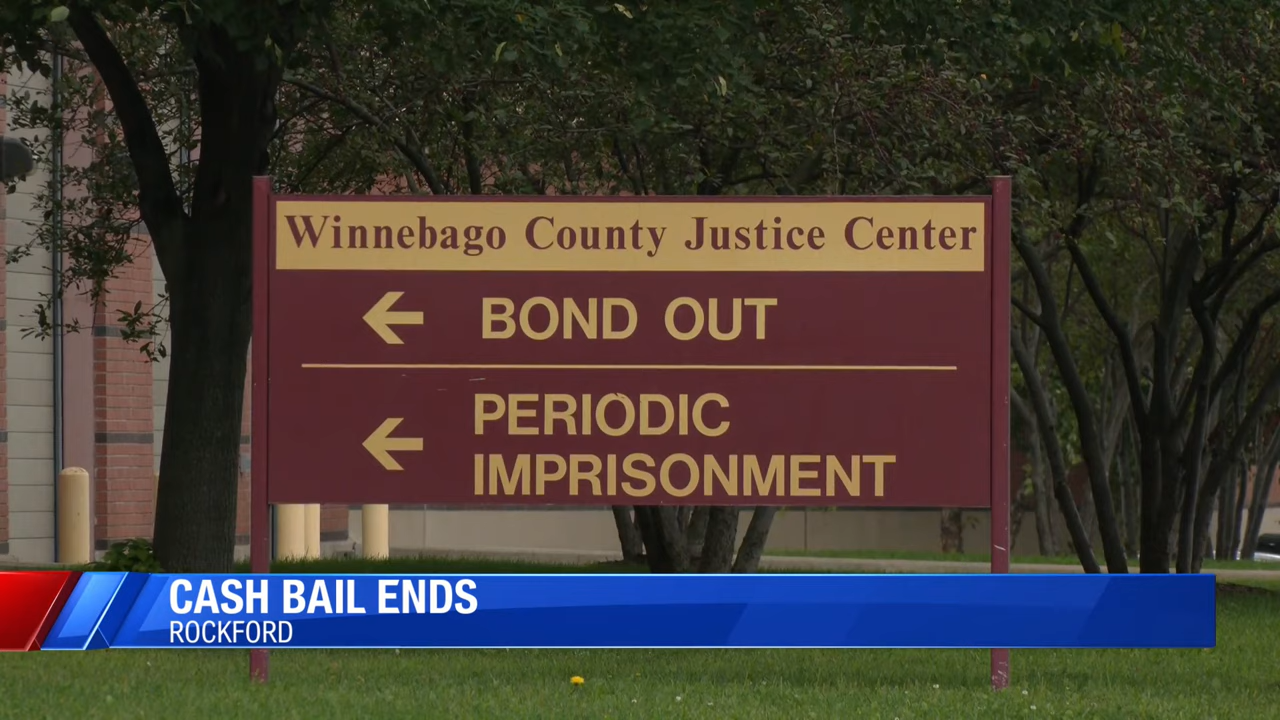 Winnebago County Justice Center
BOND OUT
PERIODIC
IMPRISONMENT
CASH BAIL ENDS
ROCKFORD